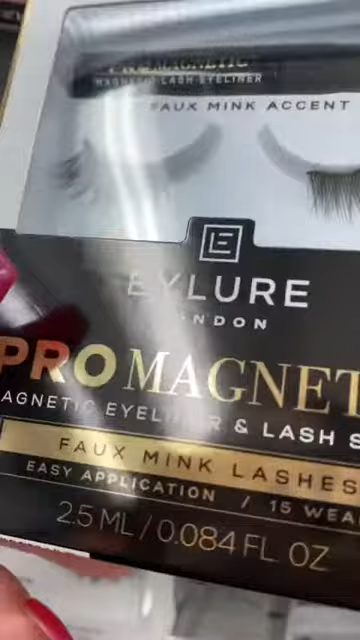 PRO MAGNETIC
MAGNETIC LASH EYELINER
FAUX MINK ACCENT
EYLURE
LONDON
PRO MAGNET
AGNETIC EYELINER & LASH S
FAUX MINK LASHES
EASY APPLICATION / 15 WEA
2.5 ML / 0.084 FL OZ